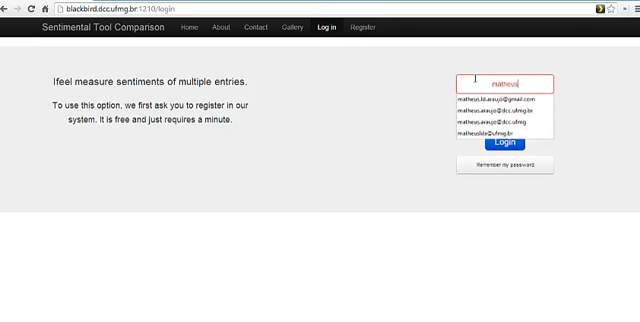 blackbird.dcc.ufmg.br:1210/login
Sentimental Tool Comparison Home About Contact Gallery Log in Register
Ifeel measure sentiments of multiple entries.
To use this option, we first ask you to register in our
system. It is free and just requires a minute.
matheus
matheus.ld.araujo@gmail.com
matheus.araujo@dcc.ufmg.br
matheus.araujo@dcc.ufmg
matheuslda@ufmg.br
Login
Remember my password